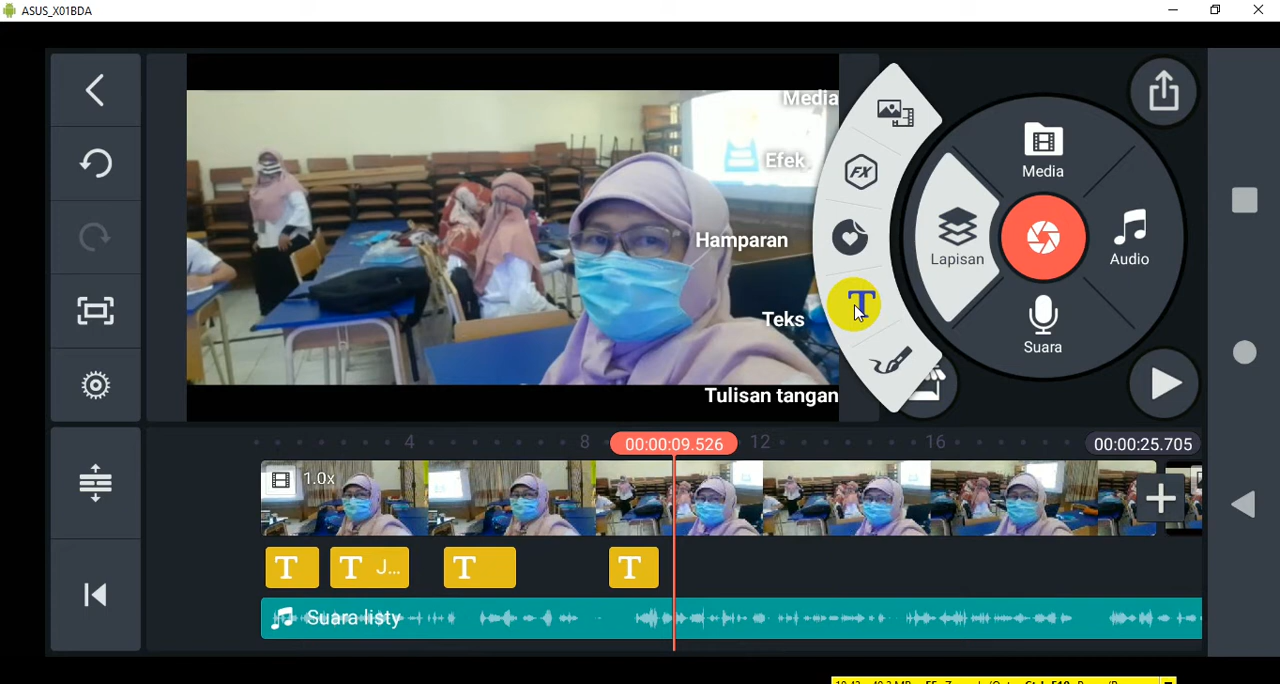 ASUS_X01BDA
Media
Efek
Hamparan
Teks
Tulisan tangan
FX
T
Media
Lapisan
Audio
Suara
4
8
00:00:09.526
12
16
00:00:25.705
1.0x
T
T J...
T
T
Suara listy